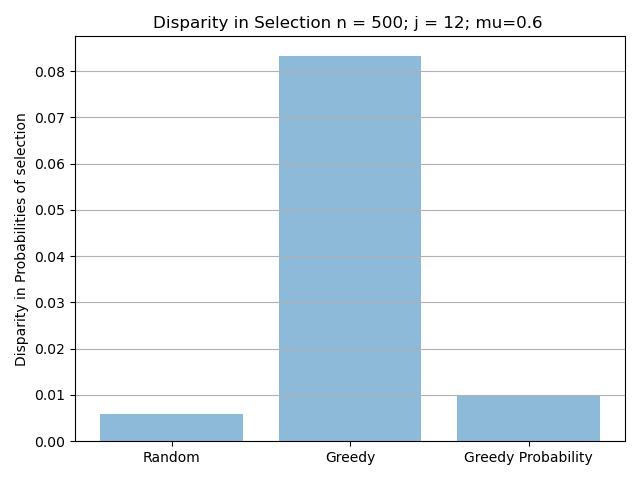 Disparity in Selection n = 500; j = 12; mu=0.6
Disparity in Probabilities of selection
0.08
0.07
0.06
0.05
0.04
0.03
0.02
0.01
0.00
Random
Greedy
Greedy Probability